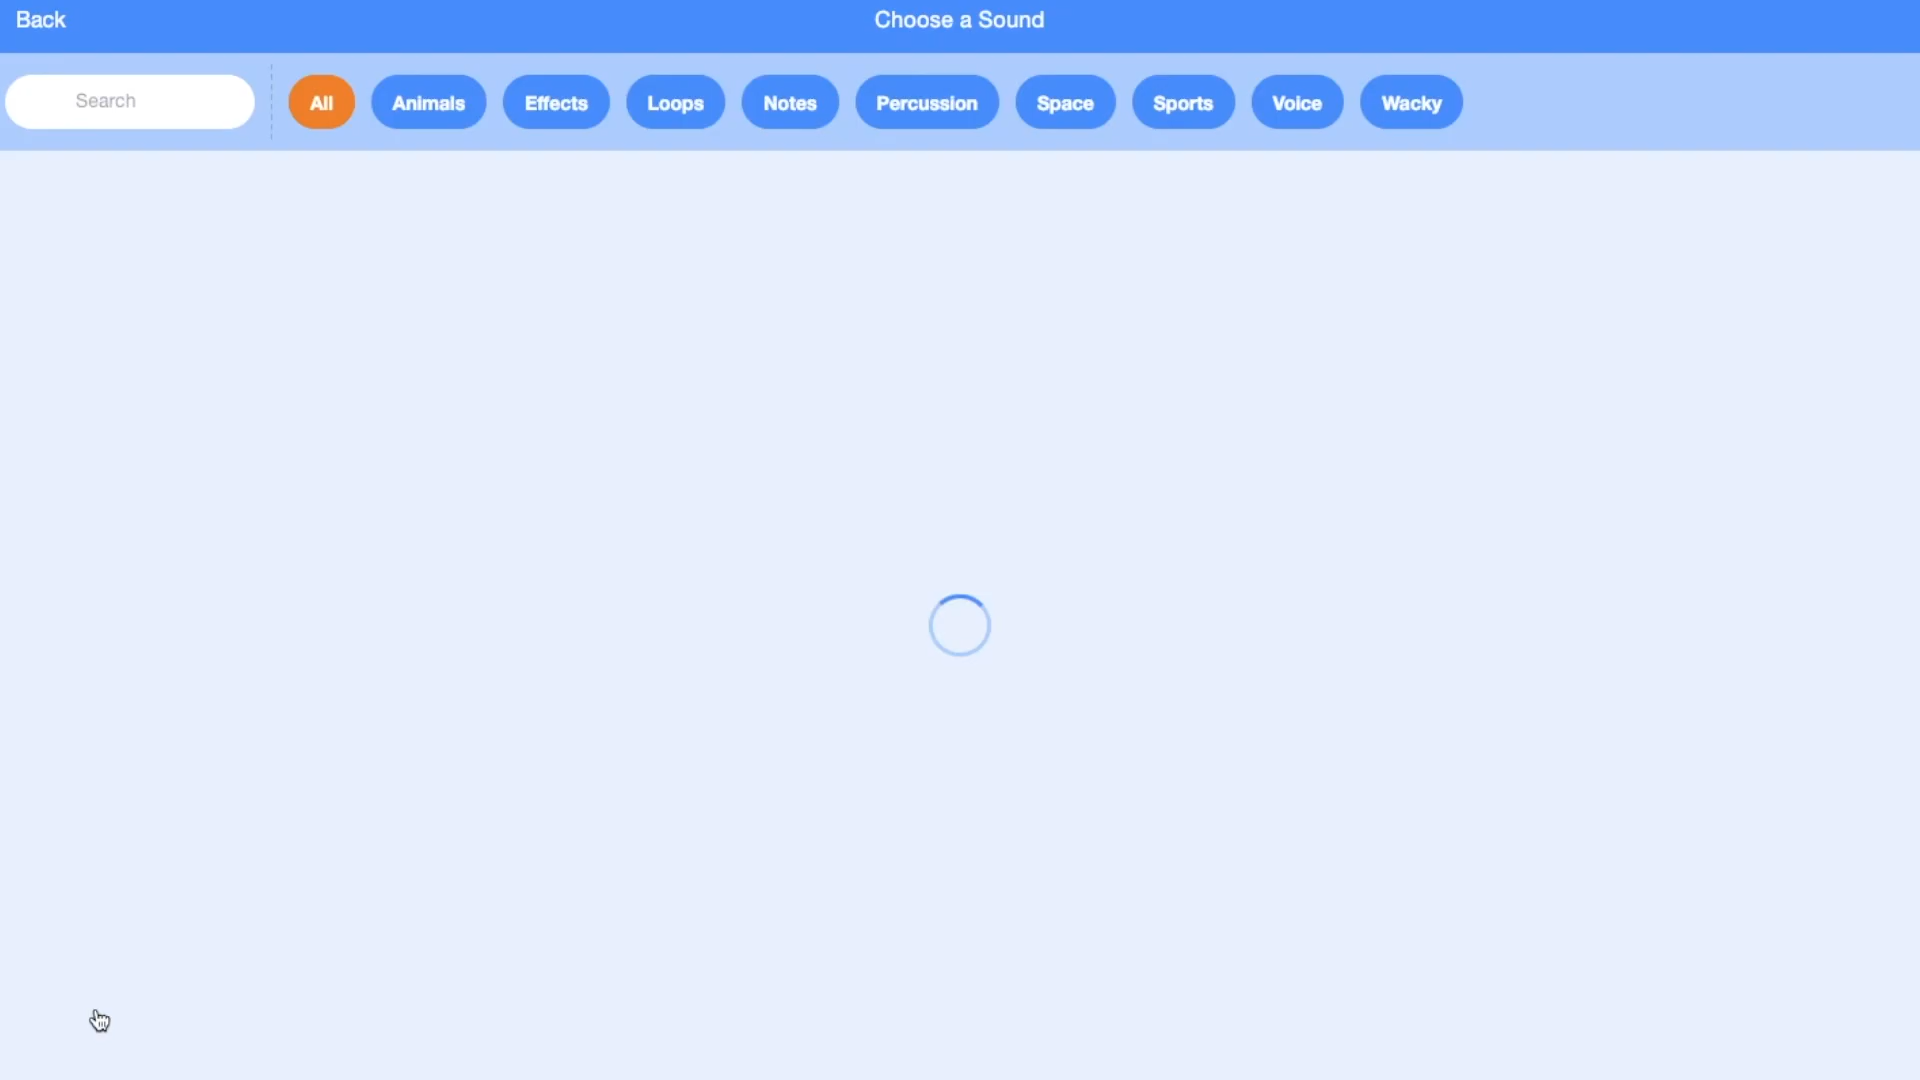 Back
Choose a Sound
Search
All
Animals
Effects
Loops
Notes
Percussion
Space
Sports
Voice
Wacky